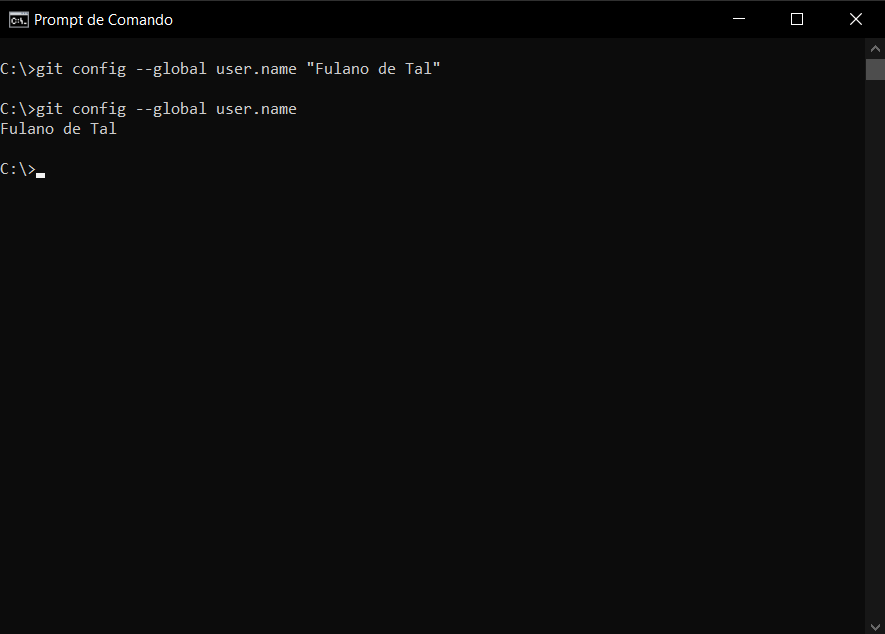 Prompt de Comando
C:\>git config --global user.name "Fulano de Tal"
C:\>git config --global user.name
Fulano de Tal
C:\>